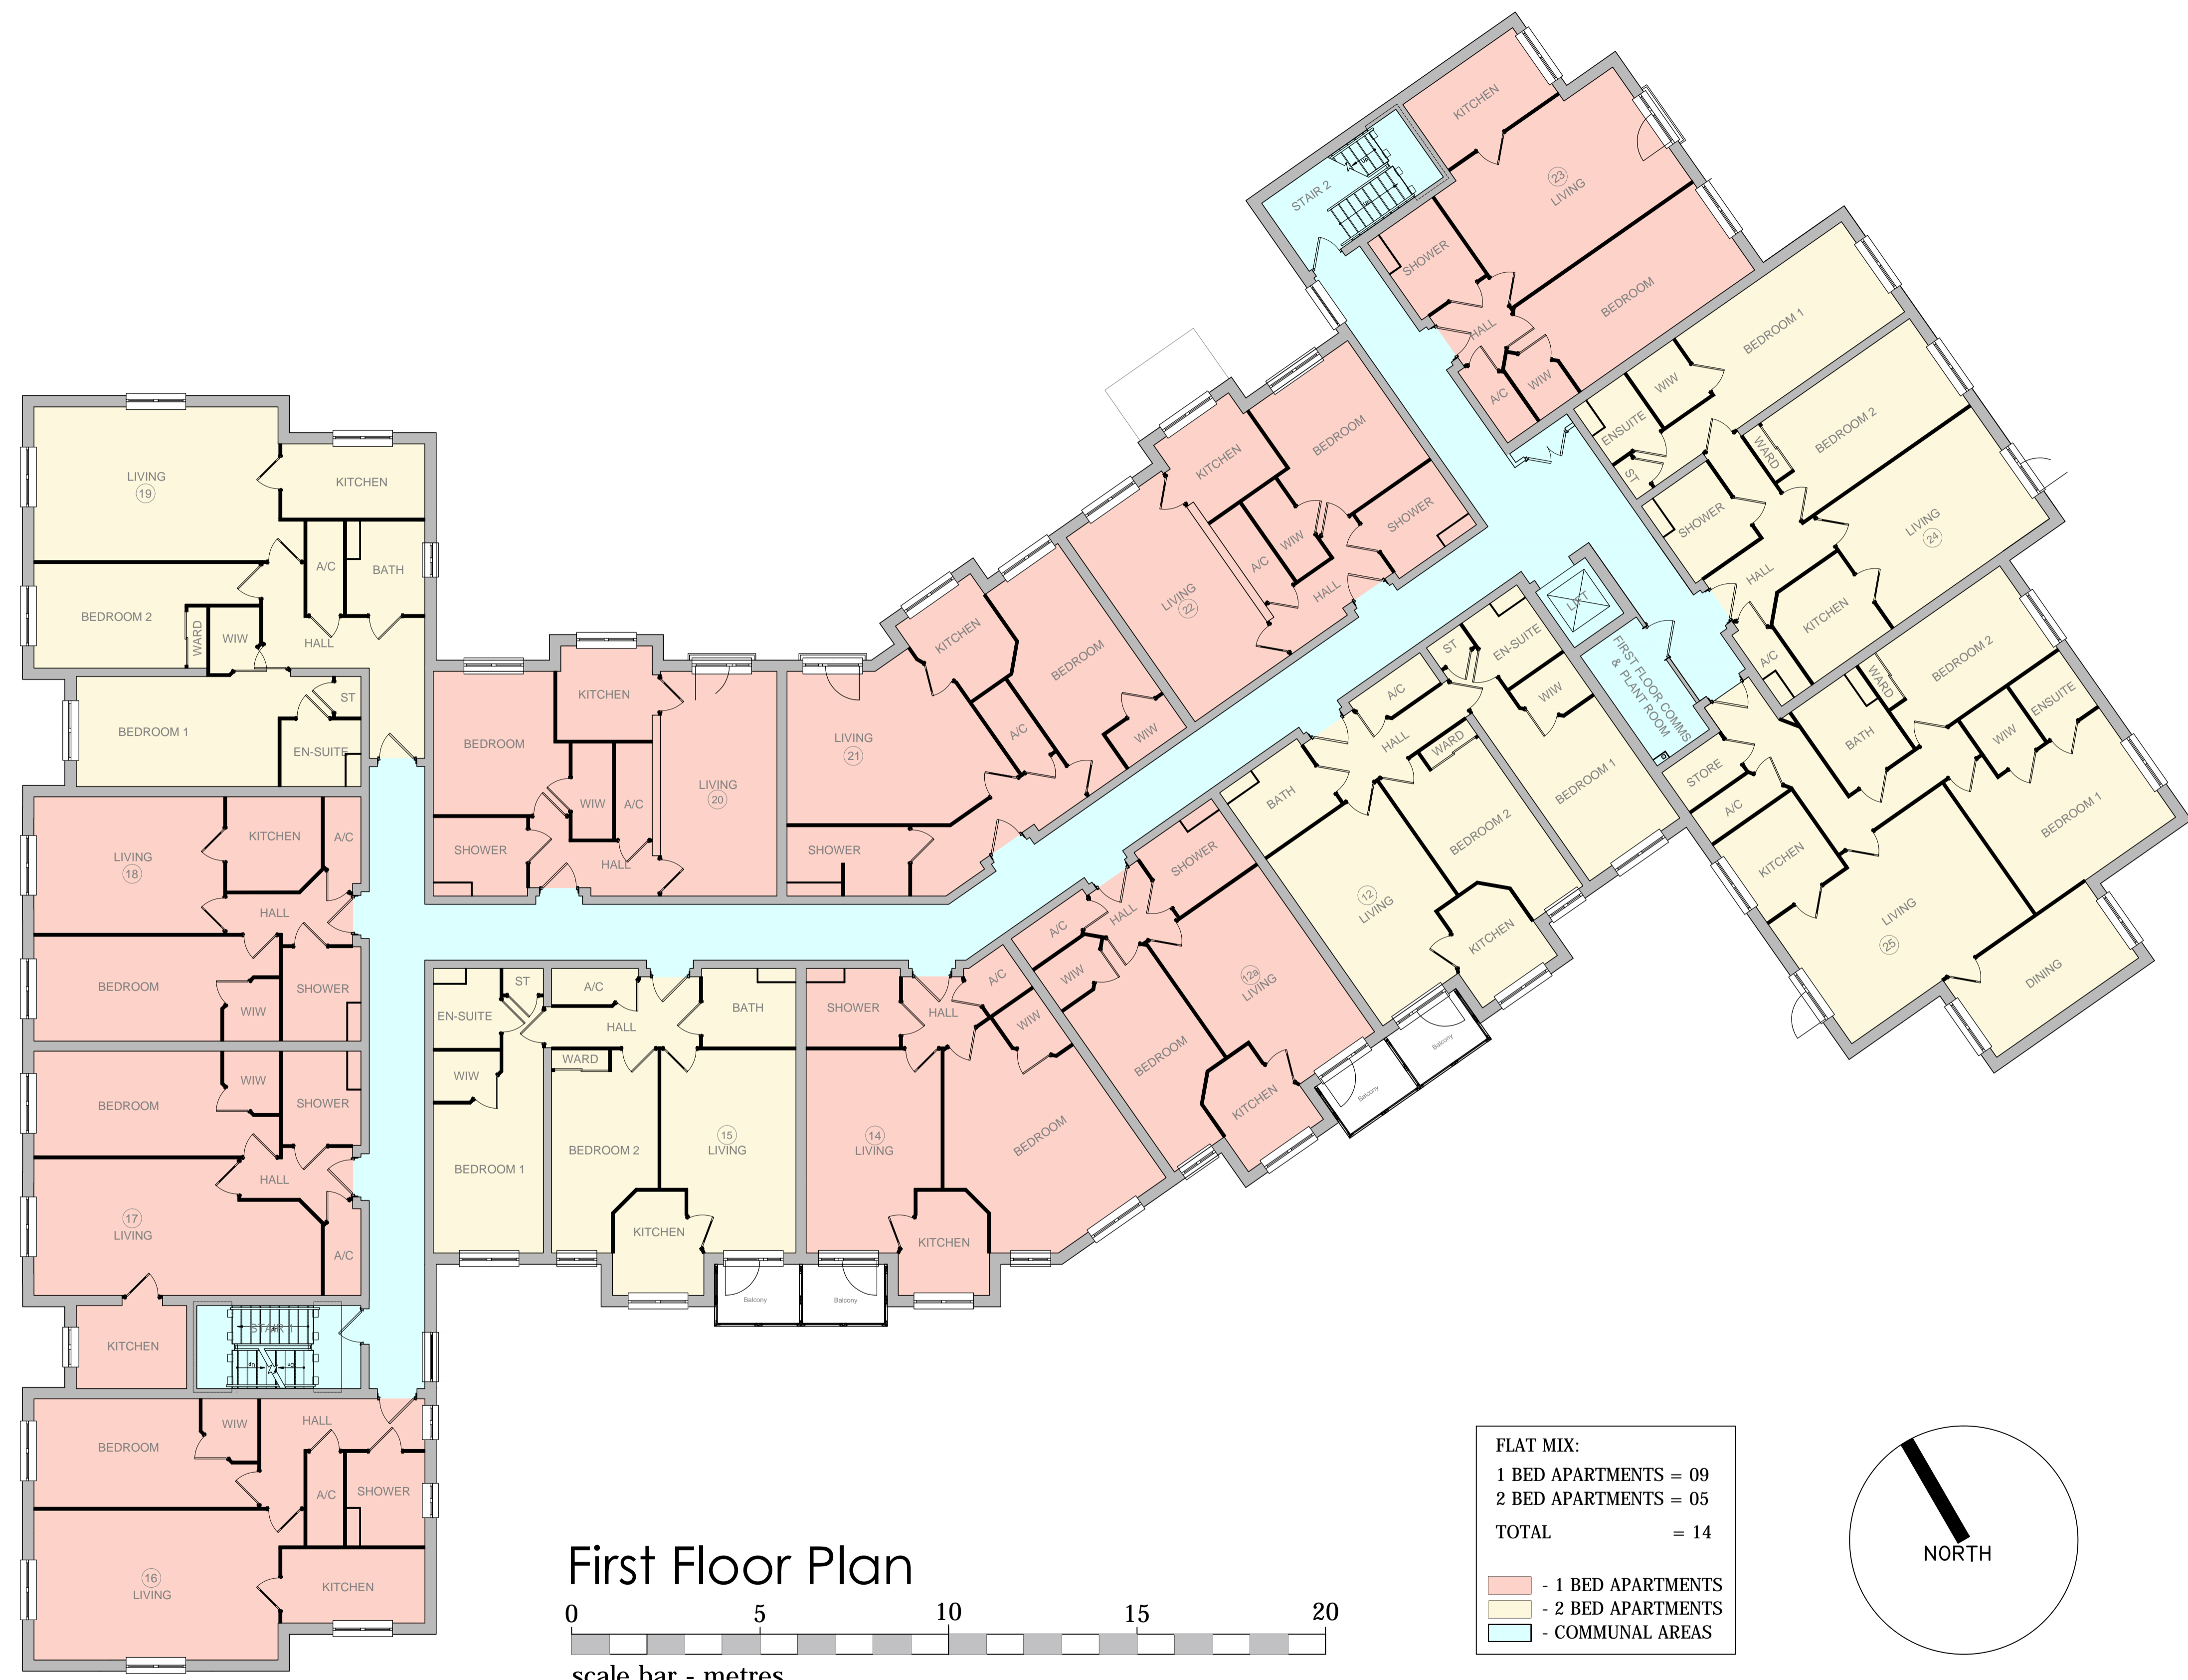 KITCHEN
23
LIVING
STAIR 2
Up
Up
SHOWER
BEDROOM
HALL
WIW
A/C
BEDROOM 1
WIW
ENSUITE
ST
BEDROOM 2
WARD
SHOWER
LIVING
24
HALL
KITCHEN
A/C
BEDROOM
KITCHEN
SHOWER
WIW
A/C
HALL
LIVING
22
LIVING
19
KITCHEN
A/C
BATH
BEDROOM 2
WARD
WIW
HALL
BEDROOM 1
ST
EN-SUITE
KITCHEN
BEDROOM
WIW
A/C
LIVING
20
SHOWER
HALL
KITCHEN
BEDROOM
A/C
WIW
LIVING
21
SHOWER
LIFT
FIRST FLOOR COMMS
& PLANT ROOM
ST
EN-SUITE
WIW
A/C
HALL
WARD
BATH
BEDROOM 1
BEDROOM 2
12
LIVING
KITCHEN
BEDROOM 2
WARD
ENSUITE
WIW
BATH
STORE
A/C
BEDROOM 1
KITCHEN
LIVING
25
DINING
LIVING
18
KITCHEN
A/C
HALL
BEDROOM
WIW
SHOWER
BEDROOM
WIW
SHOWER
HALL
17
LIVING
A/C
KITCHEN
STAIR 1
EN-SUITE
ST
A/C
BATH
HALL
WARD
WIW
15
LIVING
BEDROOM 2
BEDROOM 1
KITCHEN
Balcony
Balcony
SHOWER
HALL
A/C
WIW
14
LIVING
BEDROOM
KITCHEN
SHOWER
A/C
HALL
WIW
12a
LIVING
BEDROOM
KITCHEN
Balcony
Balcony
BEDROOM
WIW
HALL
A/C
SHOWER
16
LIVING
KITCHEN
First Floor Plan
0 5 10 15 20
scale bar - metres
FLAT MIX:
1 BED APARTMENTS = 09
2 BED APARTMENTS = 05
TOTAL = 14
- 1 BED APARTMENTS
- 2 BED APARTMENTS
- COMMUNAL AREAS
NORTH